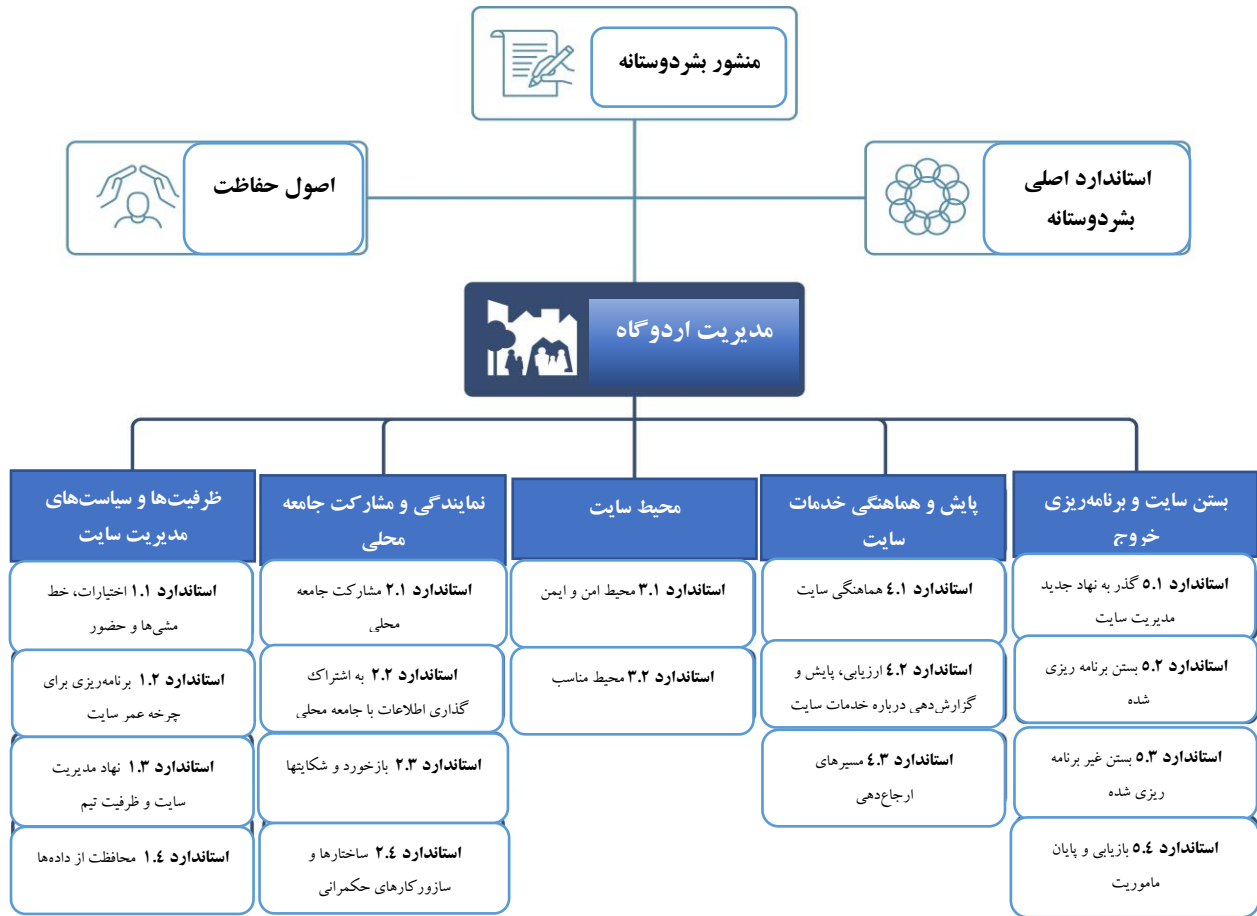 منشور بشردوستانه
اصول حفاظت
استاندارد اصلی
بشردوستانه
مدیریت اردوگاه
ظرفیت‌ها و سیاست‌های
مدیریت سایت
استاندارد ۱.۱ اختیارات، خط
مشی‌ها و حضور
استاندارد ۱.۲ برنامه‌ریزی برای
چرخه عمر سایت
استاندارد ۱.۳ نهاد مدیریت
سایت و ظرفیت تیم
استاندارد ۱.٤ محافظت از داده‌ها
نمایندگی و مشارکت جامعه
محلی
استاندارد ۲.۱ مشارکت جامعه
محلی
استاندارد ۲.۲ به اشتراک
گذاری اطلاعات با جامعه محلی
استاندارد ۲.۳ بازخورد و شکایتها
استاندارد ۲.٤ ساختارها و
سازورکارهای حکمرانی
محیط سایت
استاندارد ۳.۱ محیط امن و ایمن
استاندارد ۳.۲ محیط مناسب
پایش و هماهنگی خدمات
سایت
استاندارد ٤.۱ هماهنگی سایت
استاندارد ٤.۲ ارزیابی، پایش و
گزارش‌دهی درباره خدمات سایت
استاندارد ٤.۳ مسیرهای
ارجاع‌دهی
بستن سایت و برنامه‌ریزی
خروج
استاندارد ۵.۱ گذر به نهاد جدید
مدیریت سایت
استاندارد ۵.۲ بستن برنامه ریزی
شده
استاندارد ۵.۳ بستن غیر برنامه
ریزی شده
استاندارد ۵.٤ بازیابی و پایان
ماموریت